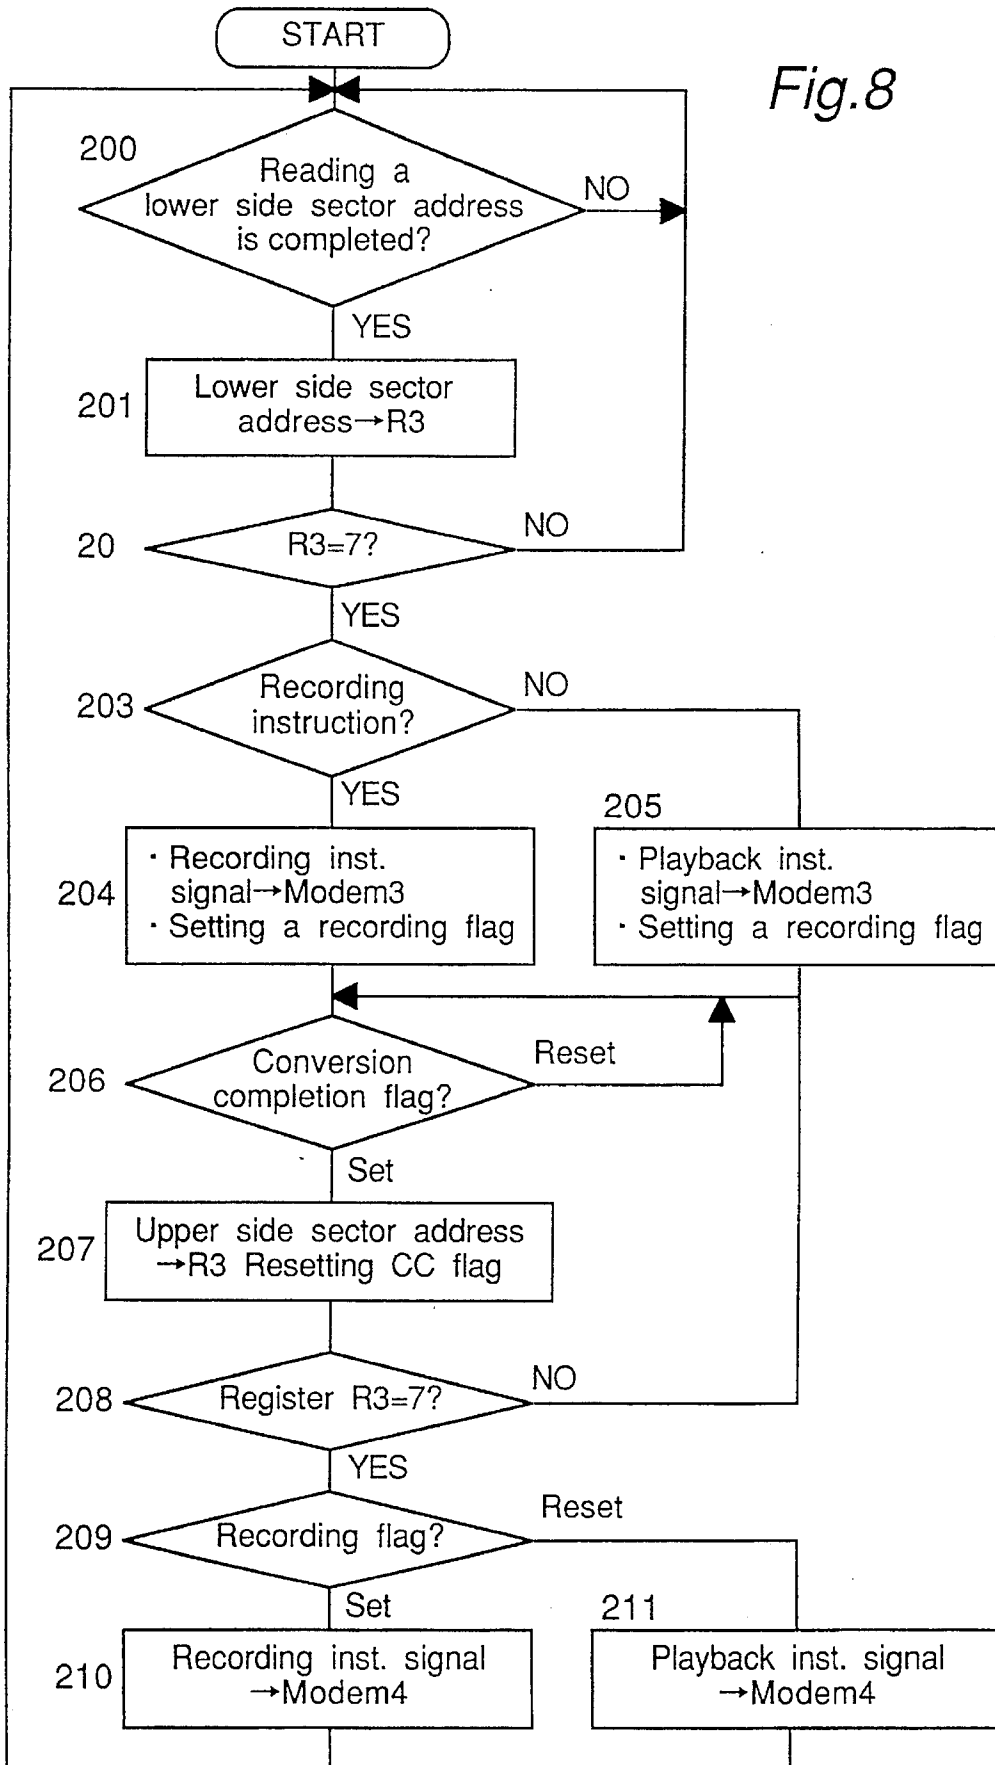 START
Fig.8
200
Reading a
lower side sector address
is completed?
NO
YES
201
Lower side sector
address→R3
20
R3=7?
NO
YES
203
Recording
instruction?
NO
YES
204
· Recording inst.
signal→Modem3
· Setting a recording flag
205
· Playback inst.
signal→Modem3
· Setting a recording flag
206
Conversion
completion flag?
Reset
Set
207
Upper side sector address
→R3 Resetting CC flag
208
Register R3=7?
NO
YES
209
Recording flag?
Reset
Set
210
Recording inst. signal
→Modem4
211
Playback inst. signal
→Modem4